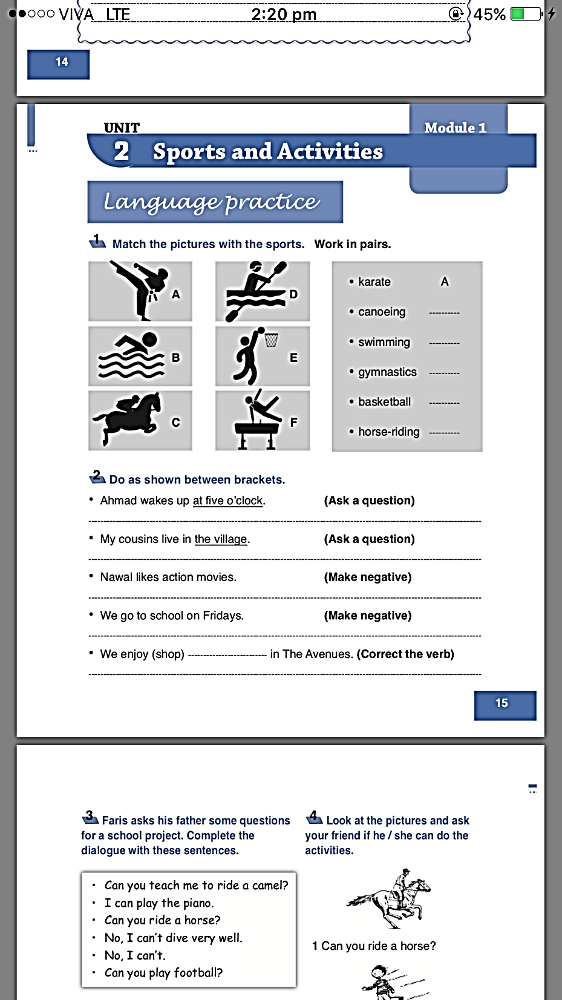 VIVA LTE 2:20 pm 45%
14
UNIT
Module 1
2 Sports and Activities
Language practice
1 Match the pictures with the sports. Work in pairs.
A
D
B
E
C
F
• karate A
• canoeing ----------
• swimming ----------
• gymnastics ----------
• basketball ----------
• horse-riding ----------
2 Do as shown between brackets.
• Ahmad wakes up at five o'clock. (Ask a question)
• My cousins live in the village. (Ask a question)
• Nawal likes action movies. (Make negative)
• We go to school on Fridays. (Make negative)
• We enjoy (shop) -------------------------- in The Avenues. (Correct the verb)
15
3 Faris asks his father some questions
for a school project. Complete the
dialogue with these sentences.
• Can you teach me to ride a camel?
• I can play the piano.
• Can you ride a horse?
• No, I can't dive very well.
• No, I can't.
• Can you play football?
4 Look at the pictures and ask
your friend if he / she can do the
activities.
1 Can you ride a horse?